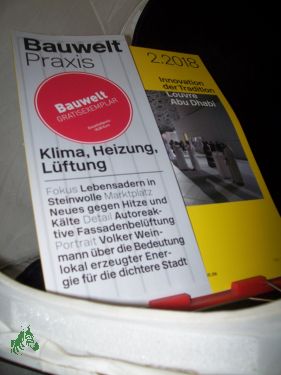 Bauwelt
Praxis
Bauwelt
GRATISEXEMPLAR
Klima, Heizung,
Lüftung
Fokus Lebensadern in
Steinwolle Marktplatz
Neues gegen Hitze und
Kälte Detail Autoreak-
tive Fassadenbelüftung
Portrait Volker Wein-
mann über die Bedeutung
lokal erzeugter Ener-
gie für die dichtere Stadt
2.2018
Innovation
der Tradition
Louvre
Abu Dhabi